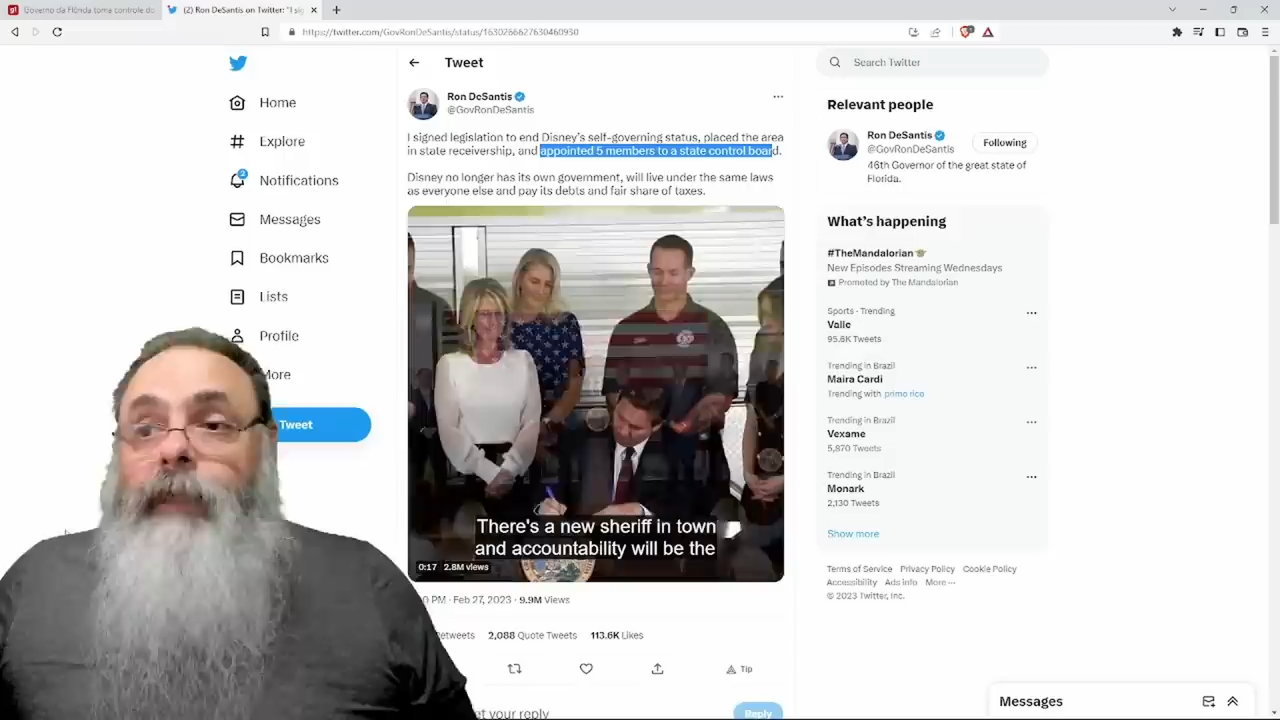 Governo da Flórida toma controle do
(2) Ron DeSantis on Twitter: "I sig
https://twitter.com/GovRonDeSantis/status/1630266627630460930
Home
Explore
2
Notifications
Messages
Bookmarks
Lists
Profile
More
Tweet
Tweet
Ron DeSantis
@GovRonDeSantis
I signed legislation to end Disney's self-governing status, placed the area
in state receivership, and appointed 5 members to a state control board.
Disney no longer has its own government, will live under the same laws
as everyone else and pay its debts and fair share of taxes.
There's a new sheriff in town
and accountability will be the
0:17 2.8M views
PM · Feb 27, 2023 · 9.9M Views
Retweets 2,088 Quote Tweets 113.6K Likes
Tip
your reply
Reply
Search Twitter
Relevant people
Ron DeSantis
@GovRonDeSantis
Following
46th Governor of the great state of
Florida.
What's happening
#TheMandalorian
New Episodes Streaming Wednesdays
Promoted by The Mandalorian
Sports · Trending
Valle
95.6K Tweets
Trending in Brazil
Maira Cardi
Trending with primo rico
Trending in Brazil
Vexame
5,870 Tweets
Trending in Brazil
Monark
2,130 Tweets
Show more
Terms of Service Privacy Policy Cookie Policy
Accessibility Ads info More ···
© 2023 Twitter, Inc.
Messages